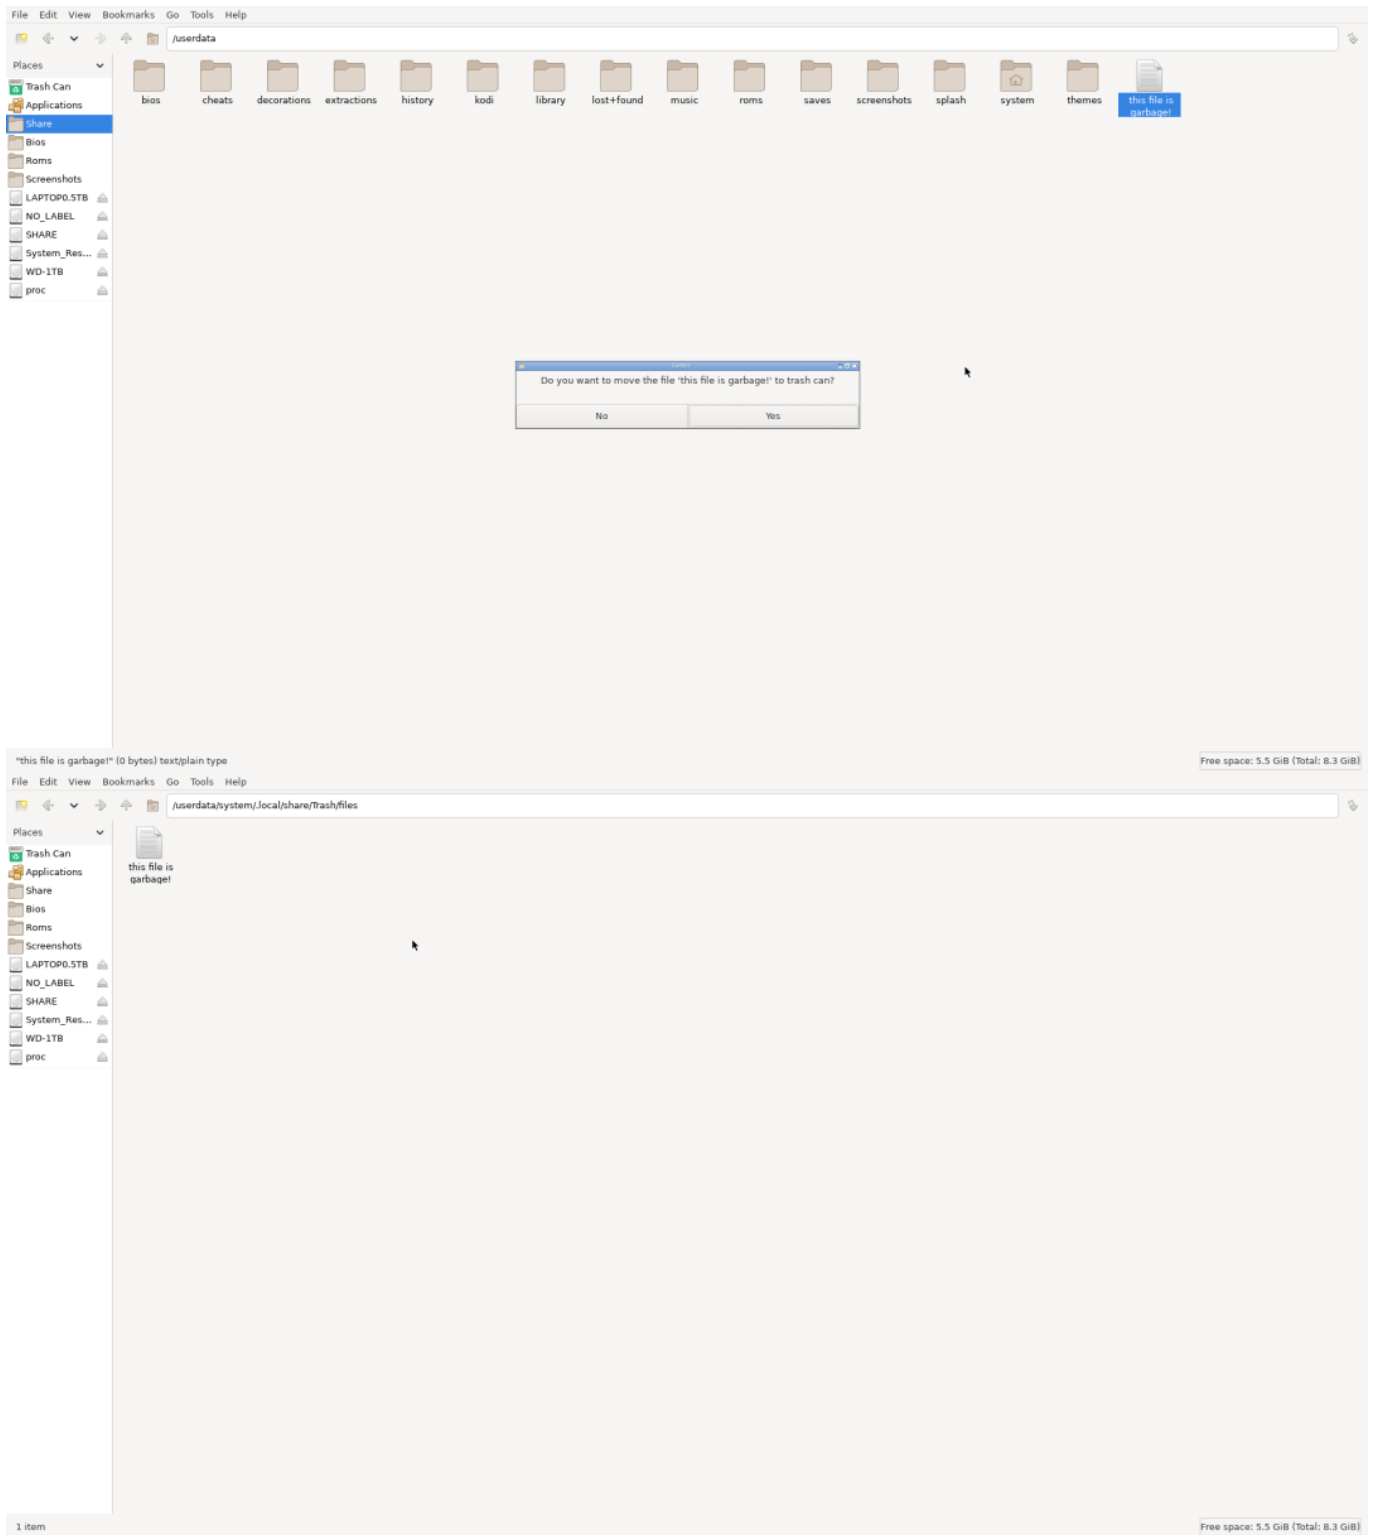 File Edit View Bookmarks Go Tools Help
/userdata
Places
Trash Can
Applications
Share
Bios
Roms
Screenshots
LAPTOP0.5TB
NO_LABEL
SHARE
System_Res...
WD-1TB
proc
bios cheats decorations extractions history kodi library lost+found music roms saves screenshots splash system themes this file is
garbage!
Do you want to move the file 'this file is garbage!' to trash can?
No Yes
"this file is garbage!" (0 bytes) text/plain type Free space: 5.5 GiB (Total: 8.3 GiB)
File Edit View Bookmarks Go Tools Help
/userdata/system/.local/share/Trash/files
Places
Trash Can
Applications
Share
Bios
Roms
Screenshots
LAPTOP0.5TB
NO_LABEL
SHARE
System_Res...
WD-1TB
proc
this file is
garbage!
1 item Free space: 5.5 GiB (Total: 8.3 GiB)